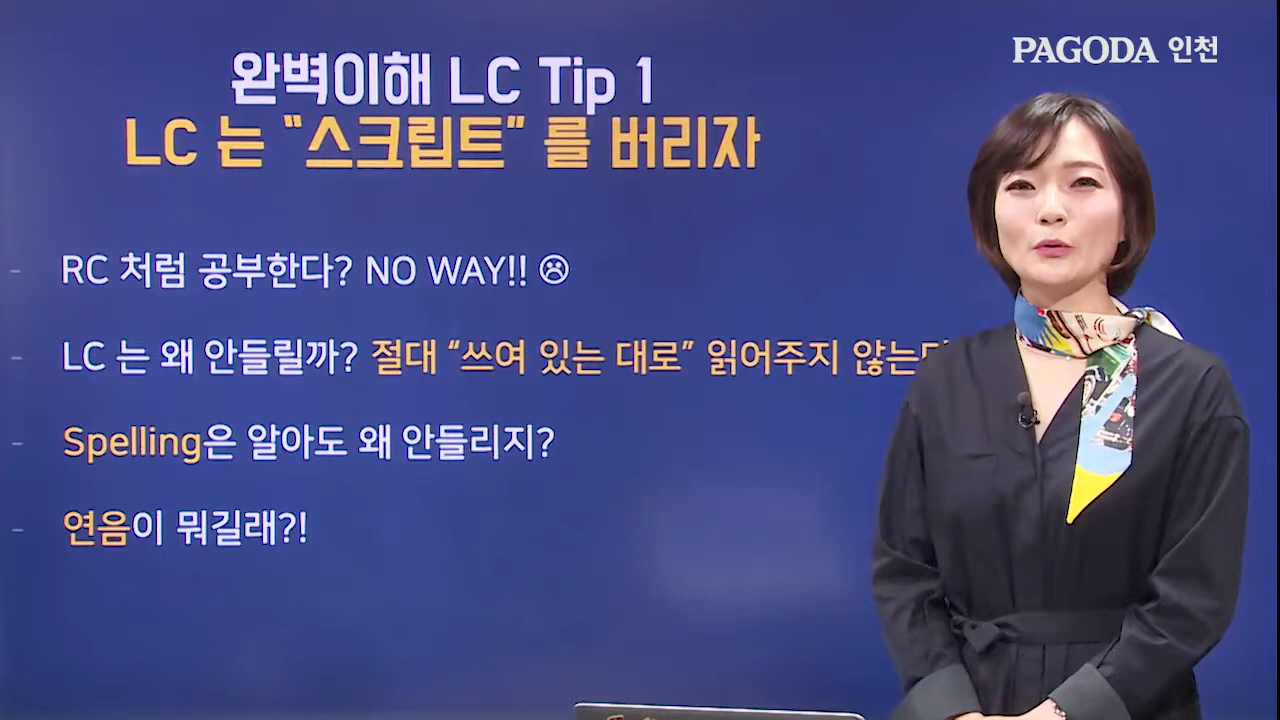 PAGODA 인천
완벽이해 LC Tip 1
LC 는 “스크립트” 를 버리자
- RC 처럼 공부한다? NO WAY!! ☹
- LC 는 왜 안들릴까? 절대 “쓰여 있는 대로” 읽어주지 않는
- Spelling은 알아도 왜 안들리지?
- 연음이 뭐길래?!